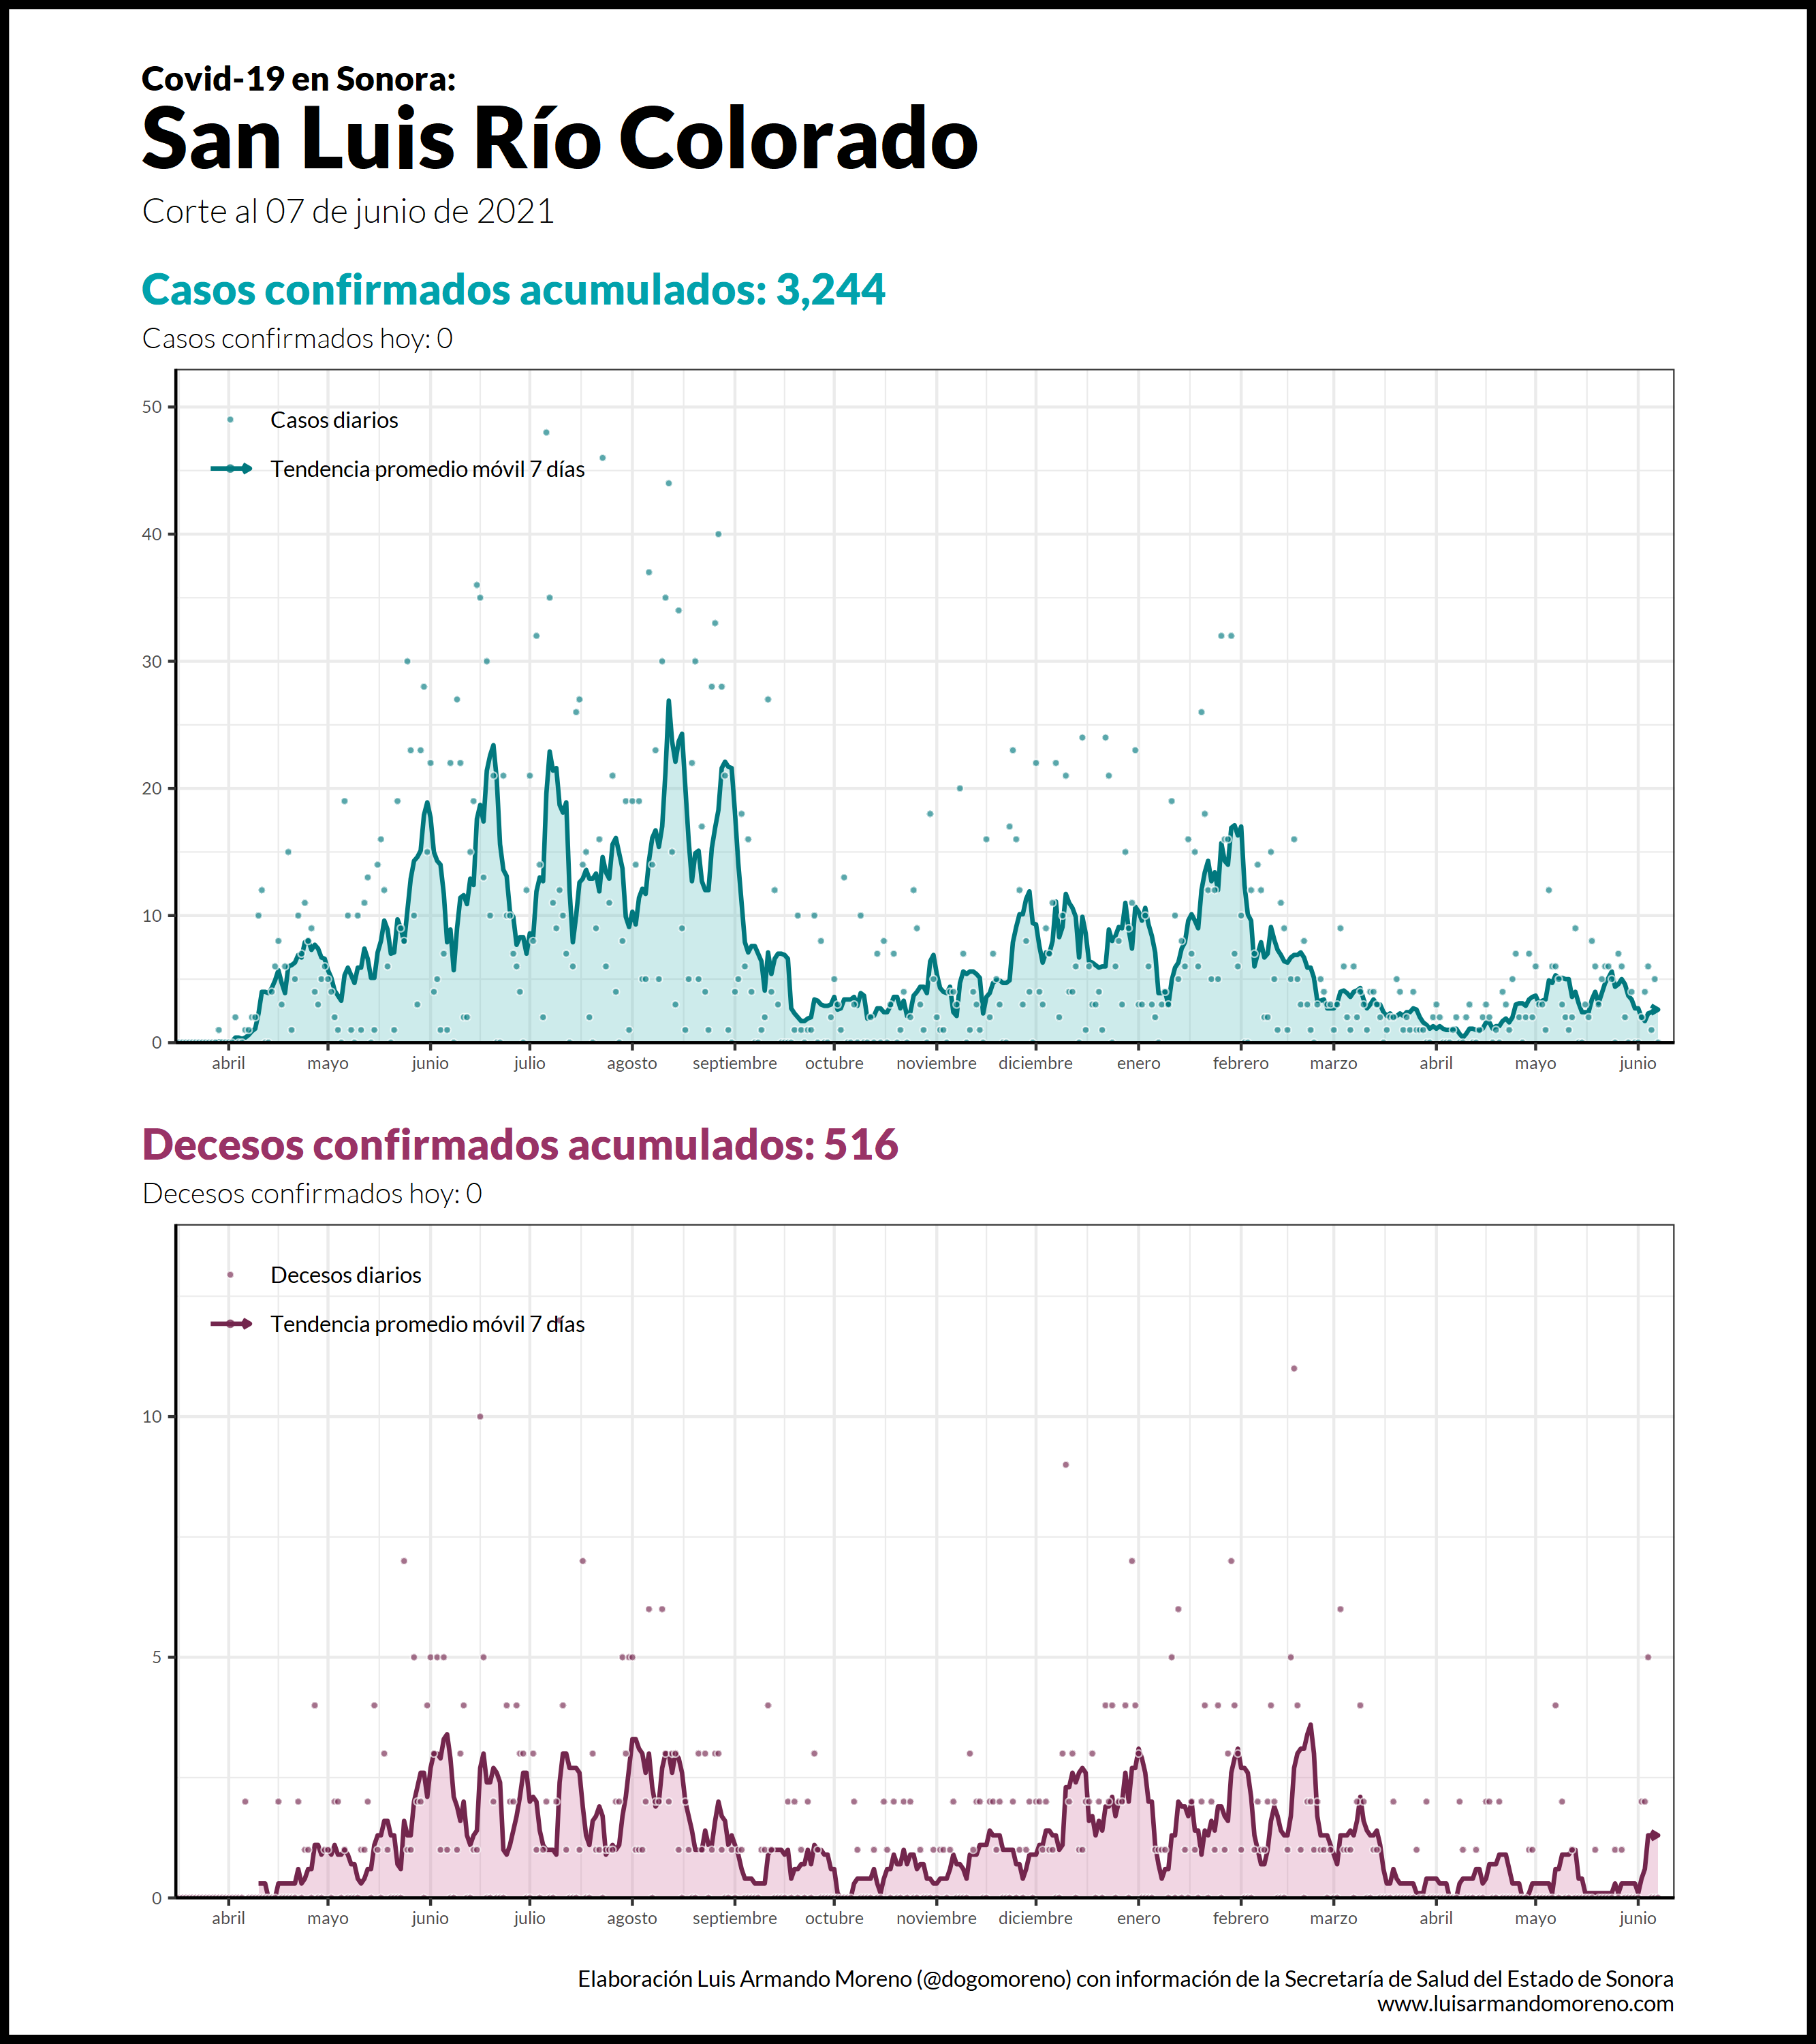 Covid-19 en Sonora:
San Luis Río Colorado
Corte al 07 de junio de 2021
Casos confirmados acumulados: 3,244
Casos confirmados hoy: 0
50
40
30
20
10
0
Casos diarios
Tendencia promedio móvil 7 días
abril mayo junio julio agosto septiembre octubre noviembre diciembre enero febrero marzo abril mayo junio
Decesos confirmados acumulados: 516
Decesos confirmados hoy: 0
10
5
0
Decesos diarios
Tendencia promedio móvil 7 días
abril mayo junio julio agosto septiembre octubre noviembre diciembre enero febrero marzo abril mayo junio
Elaboración Luis Armando Moreno (@dogomoreno) con información de la Secretaría de Salud del Estado de Sonora
www.luisarmandomoreno.com